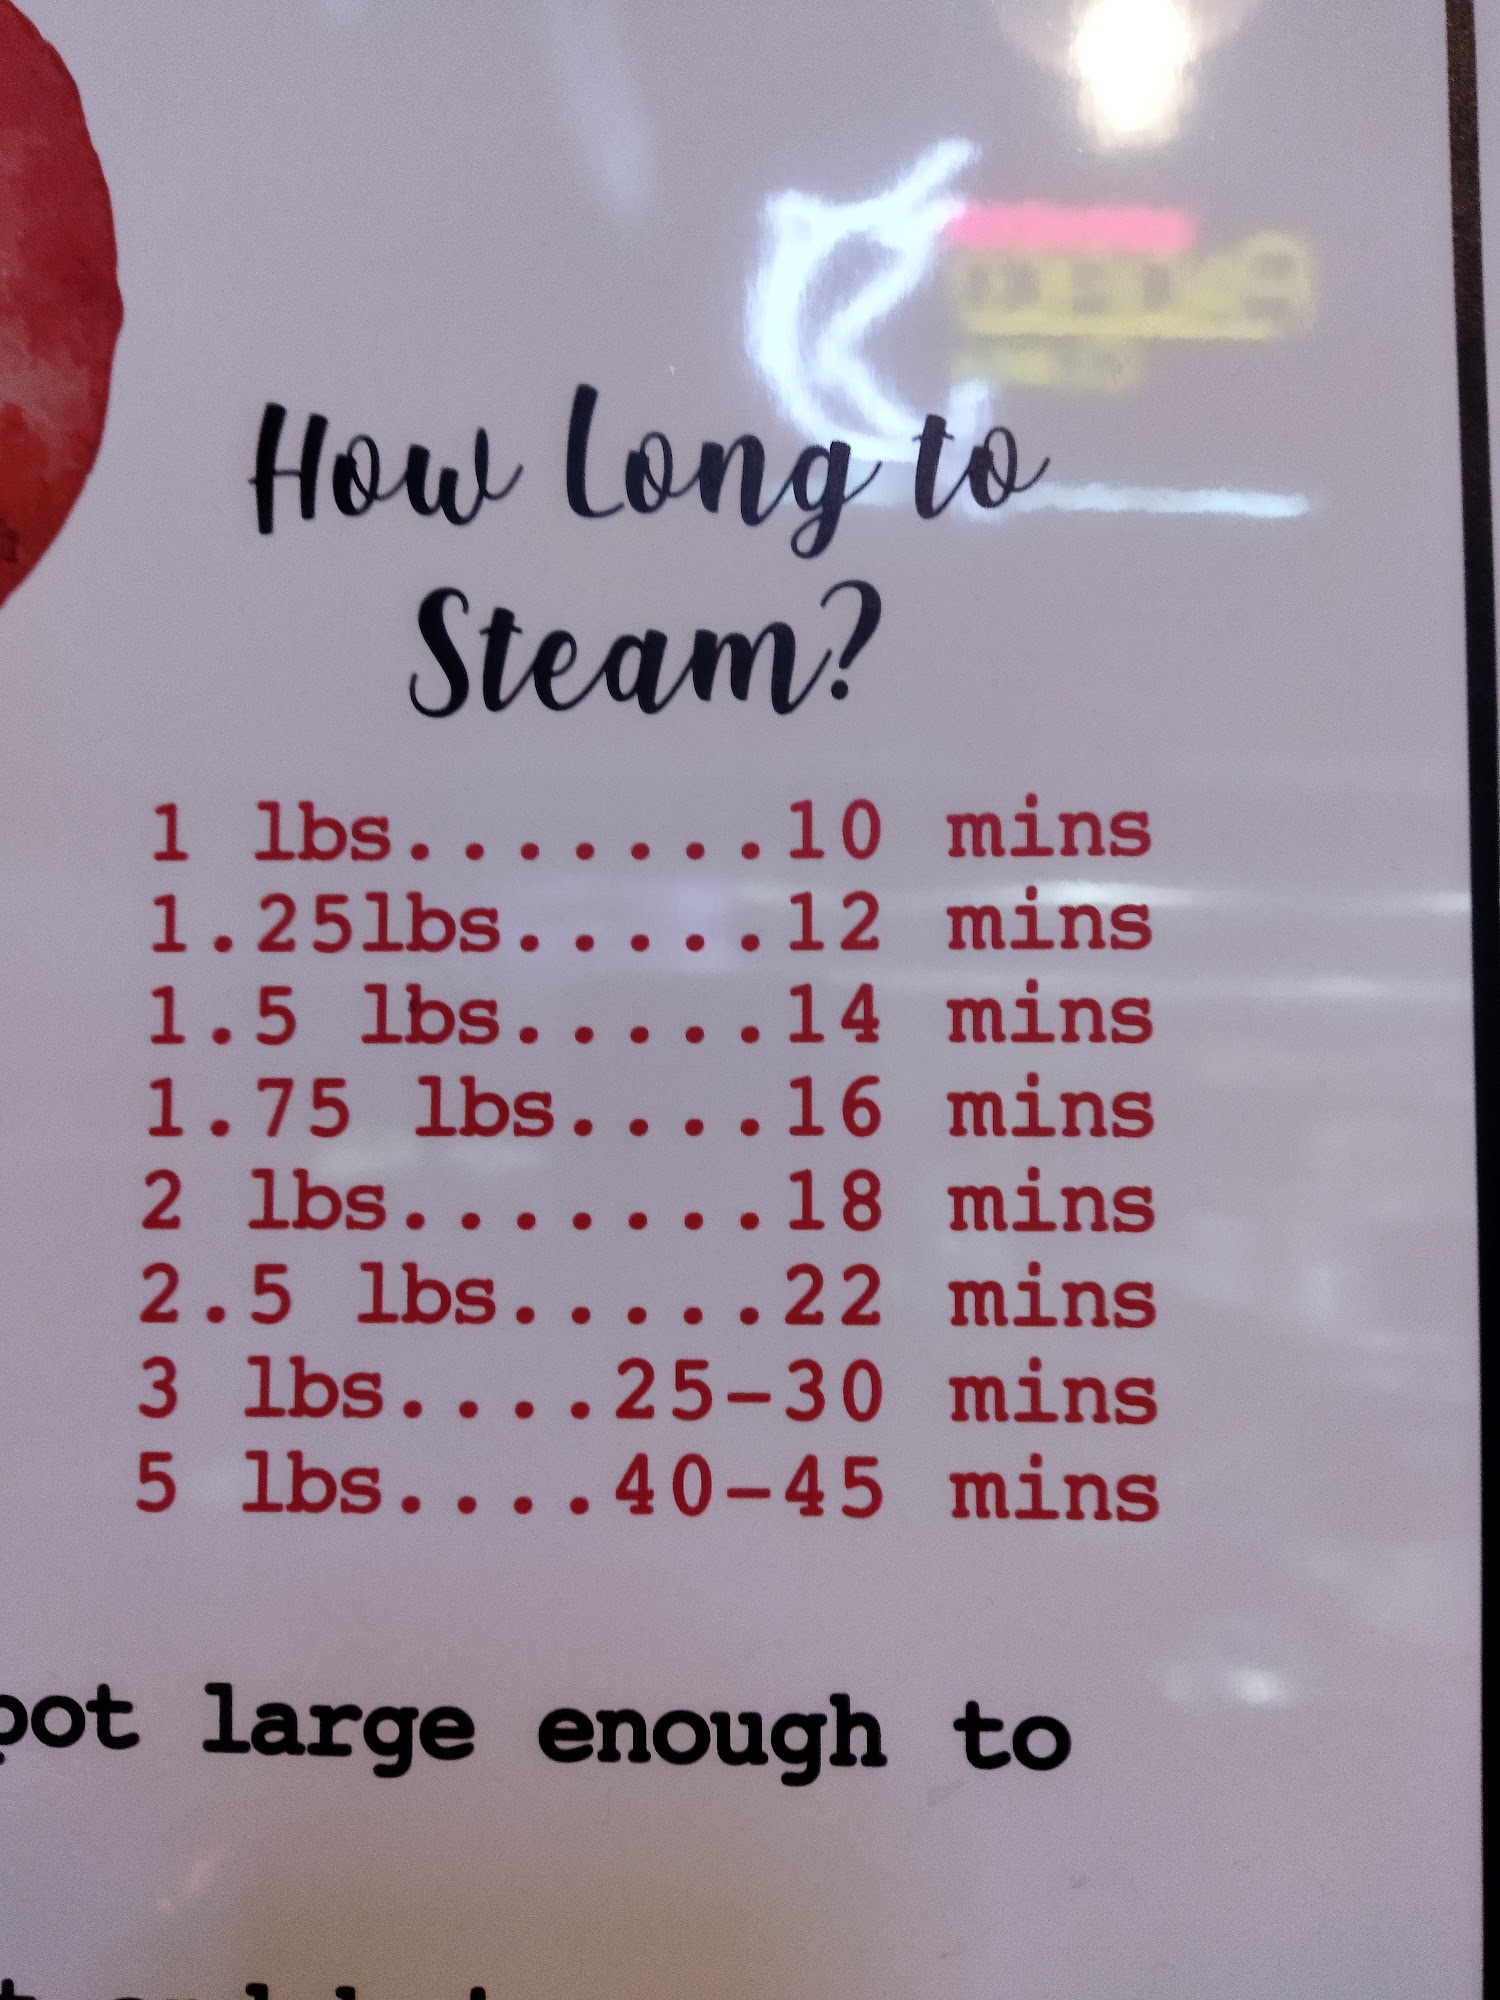 How Long to
Steam?
1 lbs.......10 mins
1.25lbs.....12 mins
1.5 lbs.....14 mins
1.75 lbs....16 mins
2 lbs.......18 mins
2.5 lbs.....22 mins
3 lbs....25-30 mins
5 lbs....40-45 mins
pot large enough to